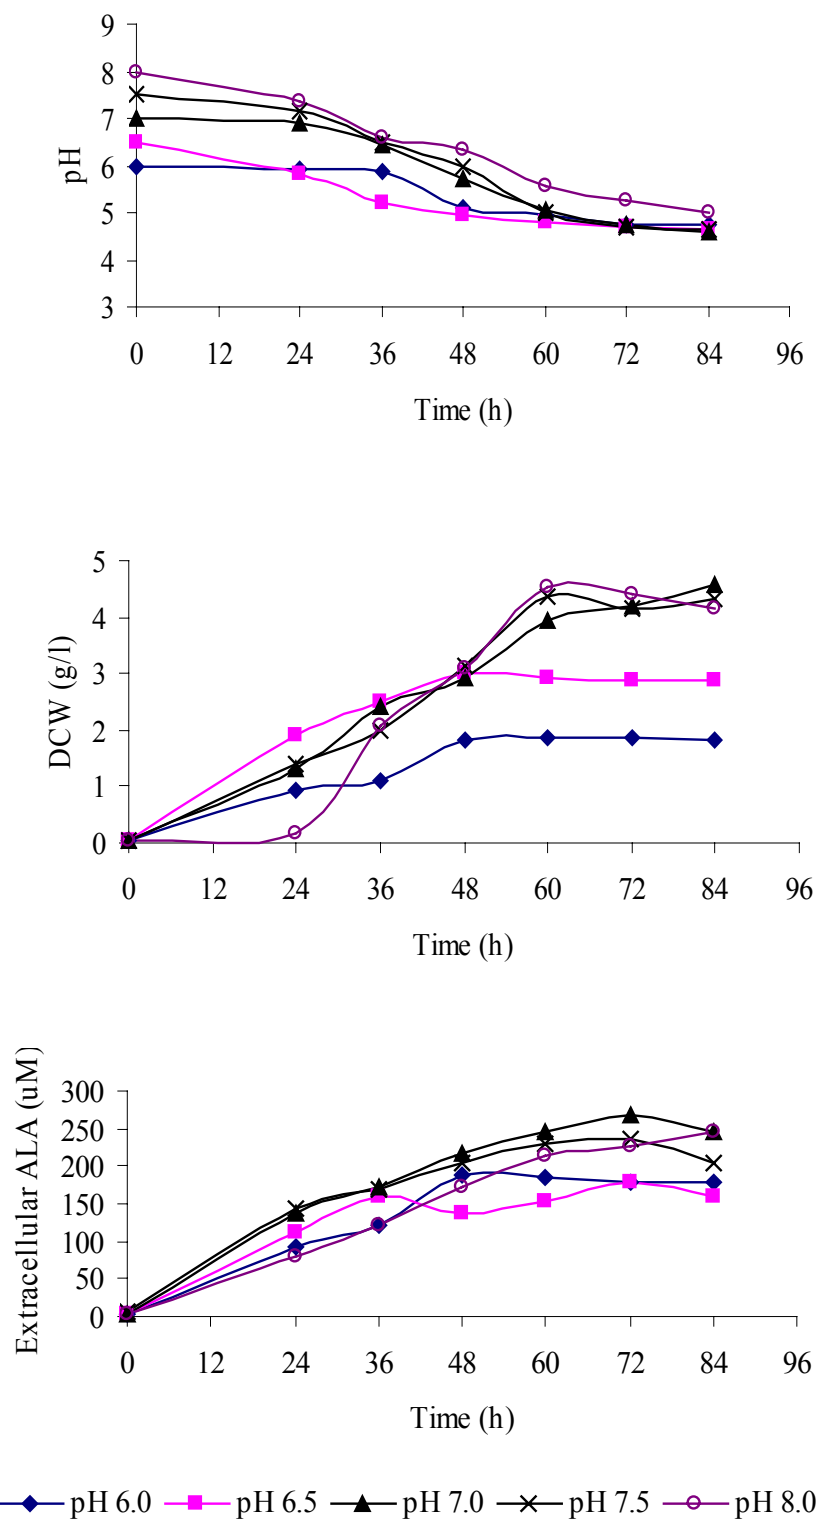 9
8
7
6
5
4
3
pH
0 12 24 36 48 60 72 84 96
Time (h)
5
4
3
2
1
0
DCW (g/l)
0 12 24 36 48 60 72 84 96
Time (h)
300
250
200
150
100
50
0
Extracellular ALA (uM)
0 12 24 36 48 60 72 84 96
Time (h)
pH 6.0 pH 6.5 pH 7.0 pH 7.5 pH 8.0